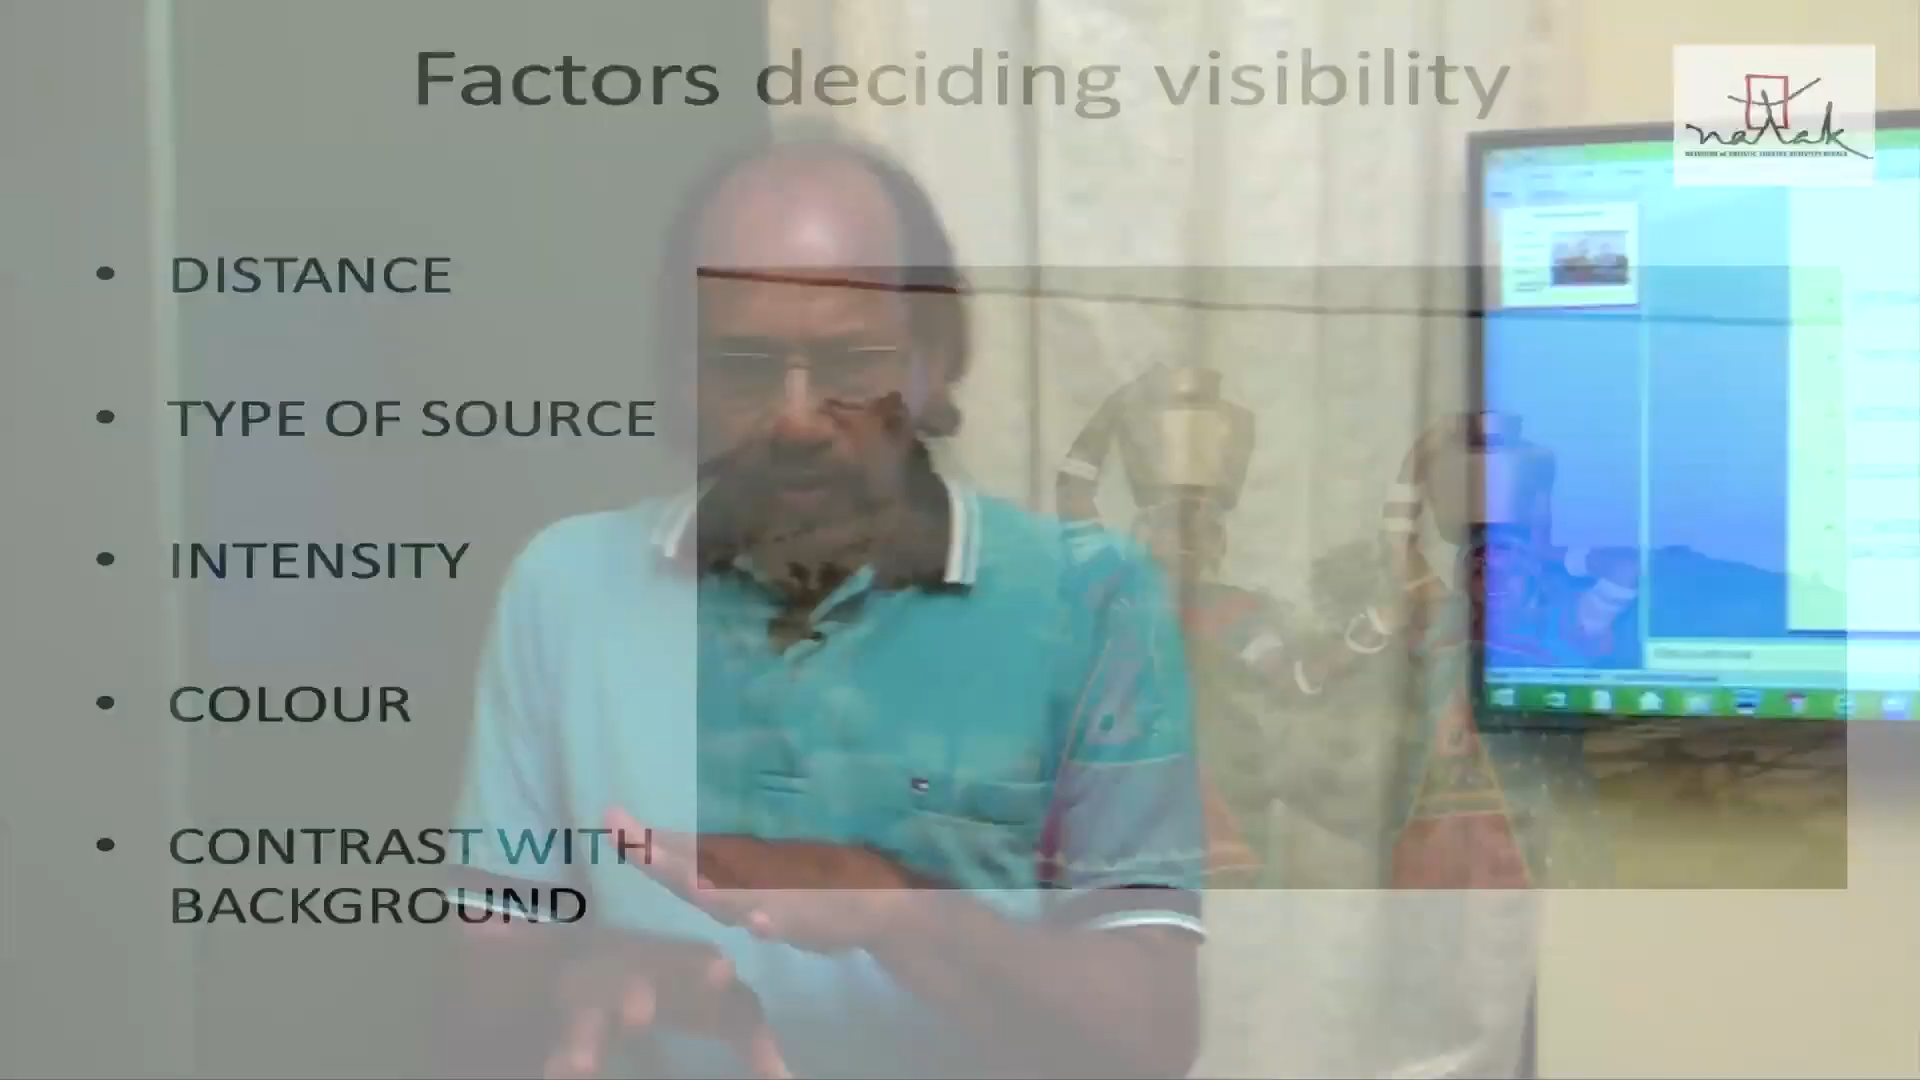 Factors deciding visibility
natak
• DISTANCE
• TYPE OF SOURCE
• INTENSITY
• COLOUR
• CONTRAST WITH
BACKGROUND